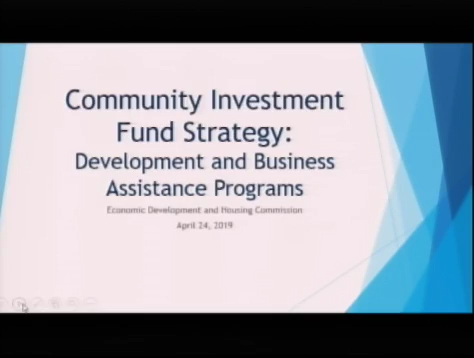 Community Investment
Fund Strategy:
Development and Business
Assistance Programs
Economic Development and Housing Commission
April 24, 2019